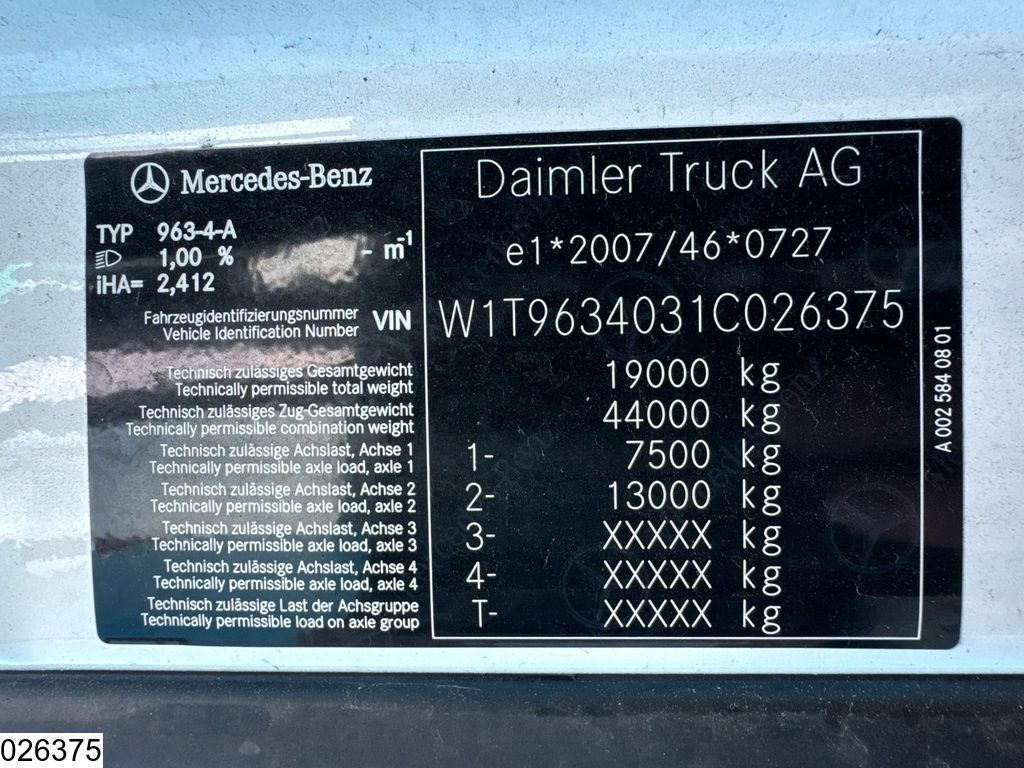 Mercedes-Benz
TYP 963-4-A
1,00 % - m-1
iHA= 2,412
Daimler Truck AG
e1*2007/46*0727
Fahrzeugidentifizierungsnummer
Vehicle Identification Number
VIN W1T9634031C026375
Technisch zulässiges Gesamtgewicht
Technically permissible total weight
19000 kg
Technisch zulässiges Zug-Gesamtgewicht
Technically permissible combination weight
44000 kg
Technisch zulässige Achslast, Achse 1
Technically permissible axle load, axle 1
1- 7500 kg
Technisch zulässige Achslast, Achse 2
Technically permissible axle load, axle 2
2- 13000 kg
Technisch zulässige Achslast, Achse 3
Technically permissible axle load, axle 3
3- XXXXX kg
Technisch zulässige Achslast, Achse 4
Technically permissible axle load, axle 4
4- XXXXX kg
Technisch zulässige Last der Achsgruppe
Technically permissible load on axle group
T- XXXXX kg
A 002 584 08 01
026375